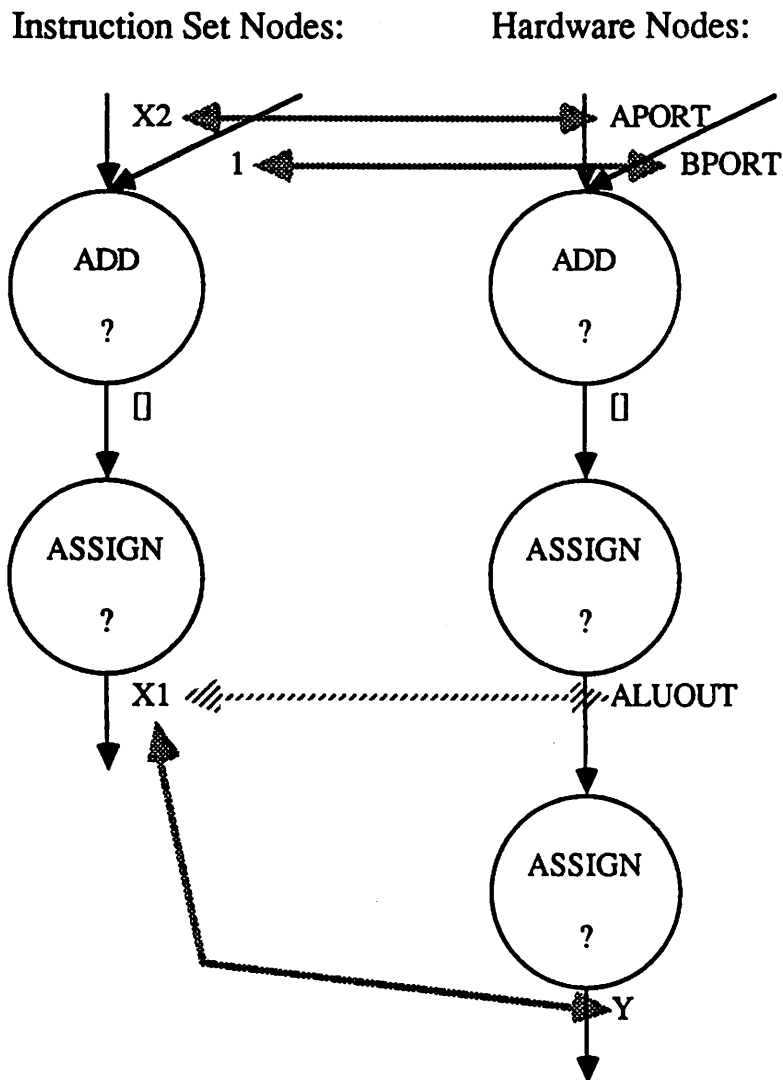 Instruction Set Nodes: Hardware Nodes:
X2 APORT
1 BPORT
ADD ADD
? ?
[] []
ASSIGN ASSIGN
? ?
X1 ALUOUT
ASSIGN
?
Y